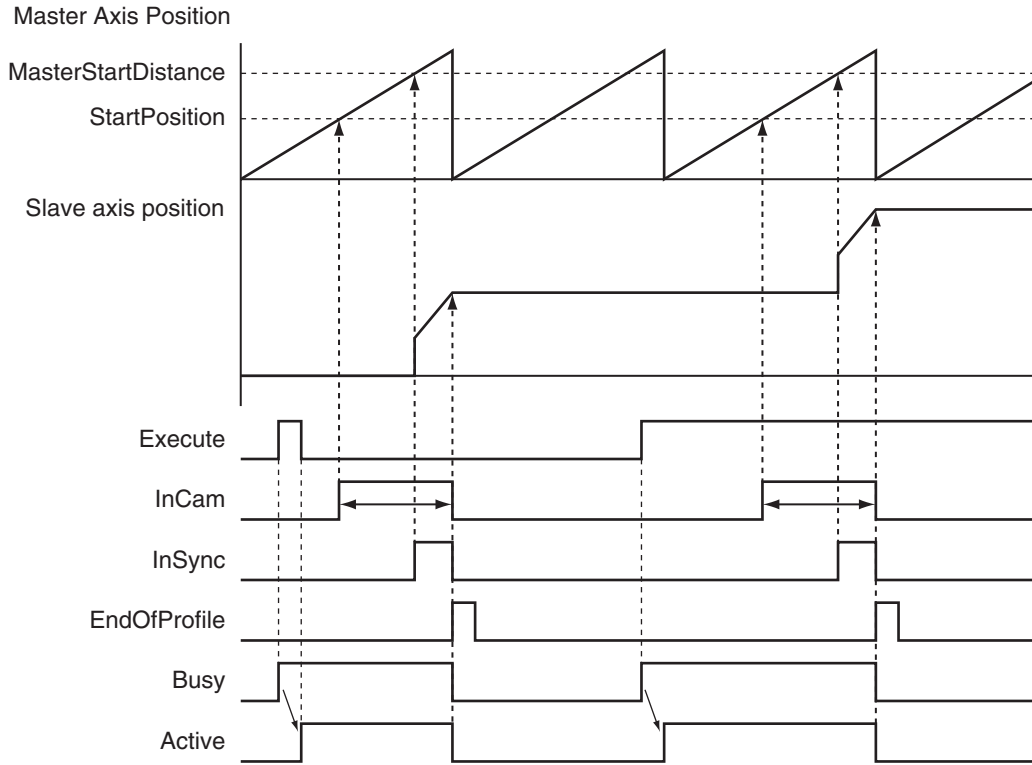 Master Axis Position
MasterStartDistance
StartPosition
Slave axis position
Execute
InCam
InSync
EndOfProfile
Busy
Active